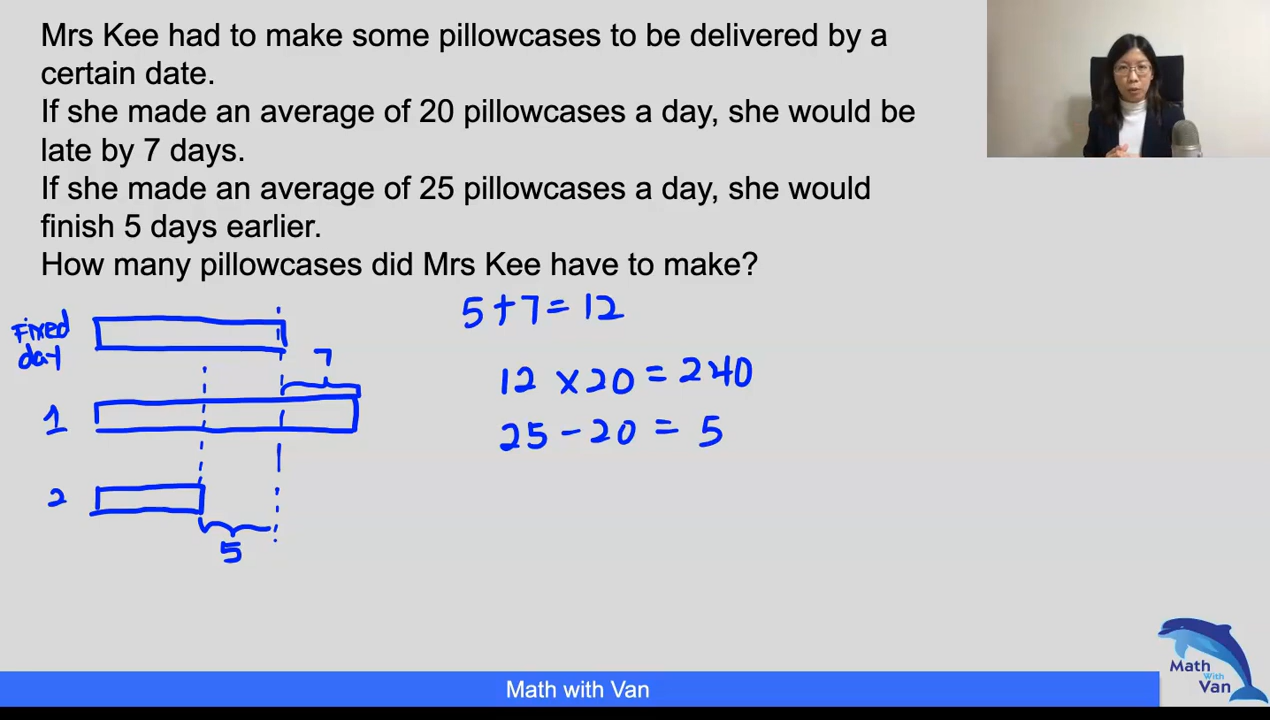 Mrs Kee had to make some pillowcases to be delivered by a
certain date.
If she made an average of 20 pillowcases a day, she would be
late by 7 days.
If she made an average of 25 pillowcases a day, she would
finish 5 days earlier.
How many pillowcases did Mrs Kee have to make?
5+7=12
Fixed
day
7
12 × 20 = 240
1
25 - 20 = 5
2
5
Math with Van
Math
With
Van